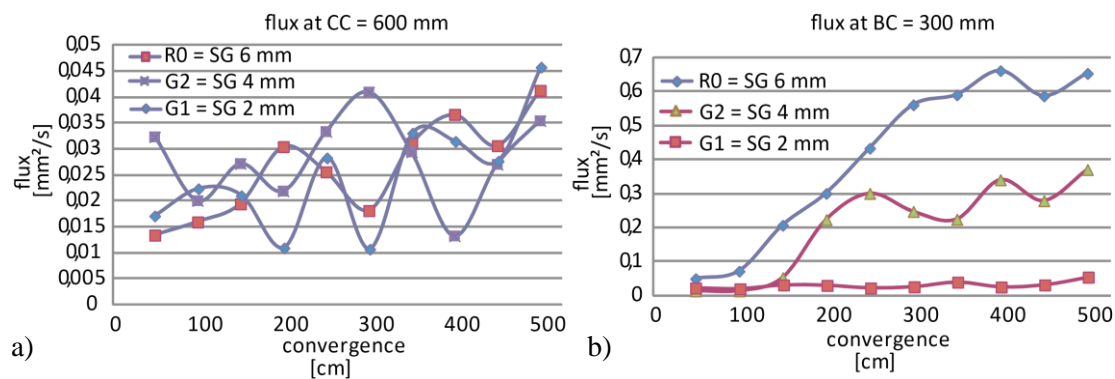 flux at CC = 600 mm
0,05
0,045
0,04
0,035
0,03
0,025
0,02
0,015
0,01
0,005
0
flux
[mm²/s]
R0 = SG 6 mm
G2 = SG 4 mm
G1 = SG 2 mm
0 100 200 300 400 500
convergence
[cm]
a)
flux at BC = 300 mm
0,7
0,6
0,5
0,4
0,3
0,2
0,1
0
flux
[mm²/s]
R0 = SG 6 mm
G2 = SG 4 mm
G1 = SG 2 mm
0 100 200 300 400 500
convergence
[cm]
b)